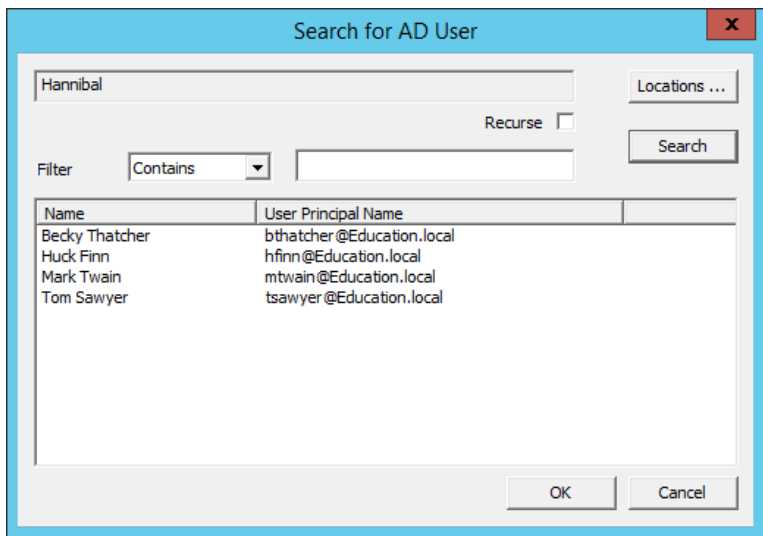 Search for AD User
x
Hannibal
Locations ...
Recurse
Search
Filter Contains
Name User Principal Name
Becky Thatcher bthatcher@Education.local
Huck Finn hfinn@Education.local
Mark Twain mtwain@Education.local
Tom Sawyer tsawyer@Education.local
OK Cancel